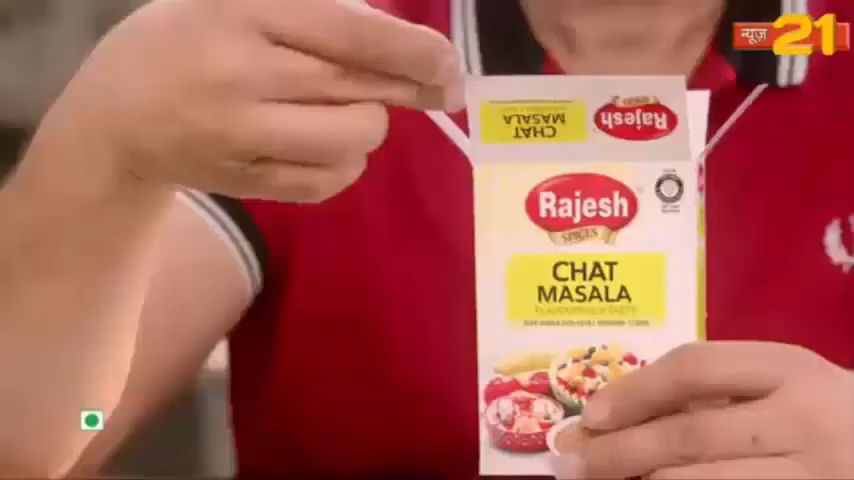 न्यूज़ 21
CHAT
MASALA
Rajesh
Rajesh
SPICES
CHAT
MASALA